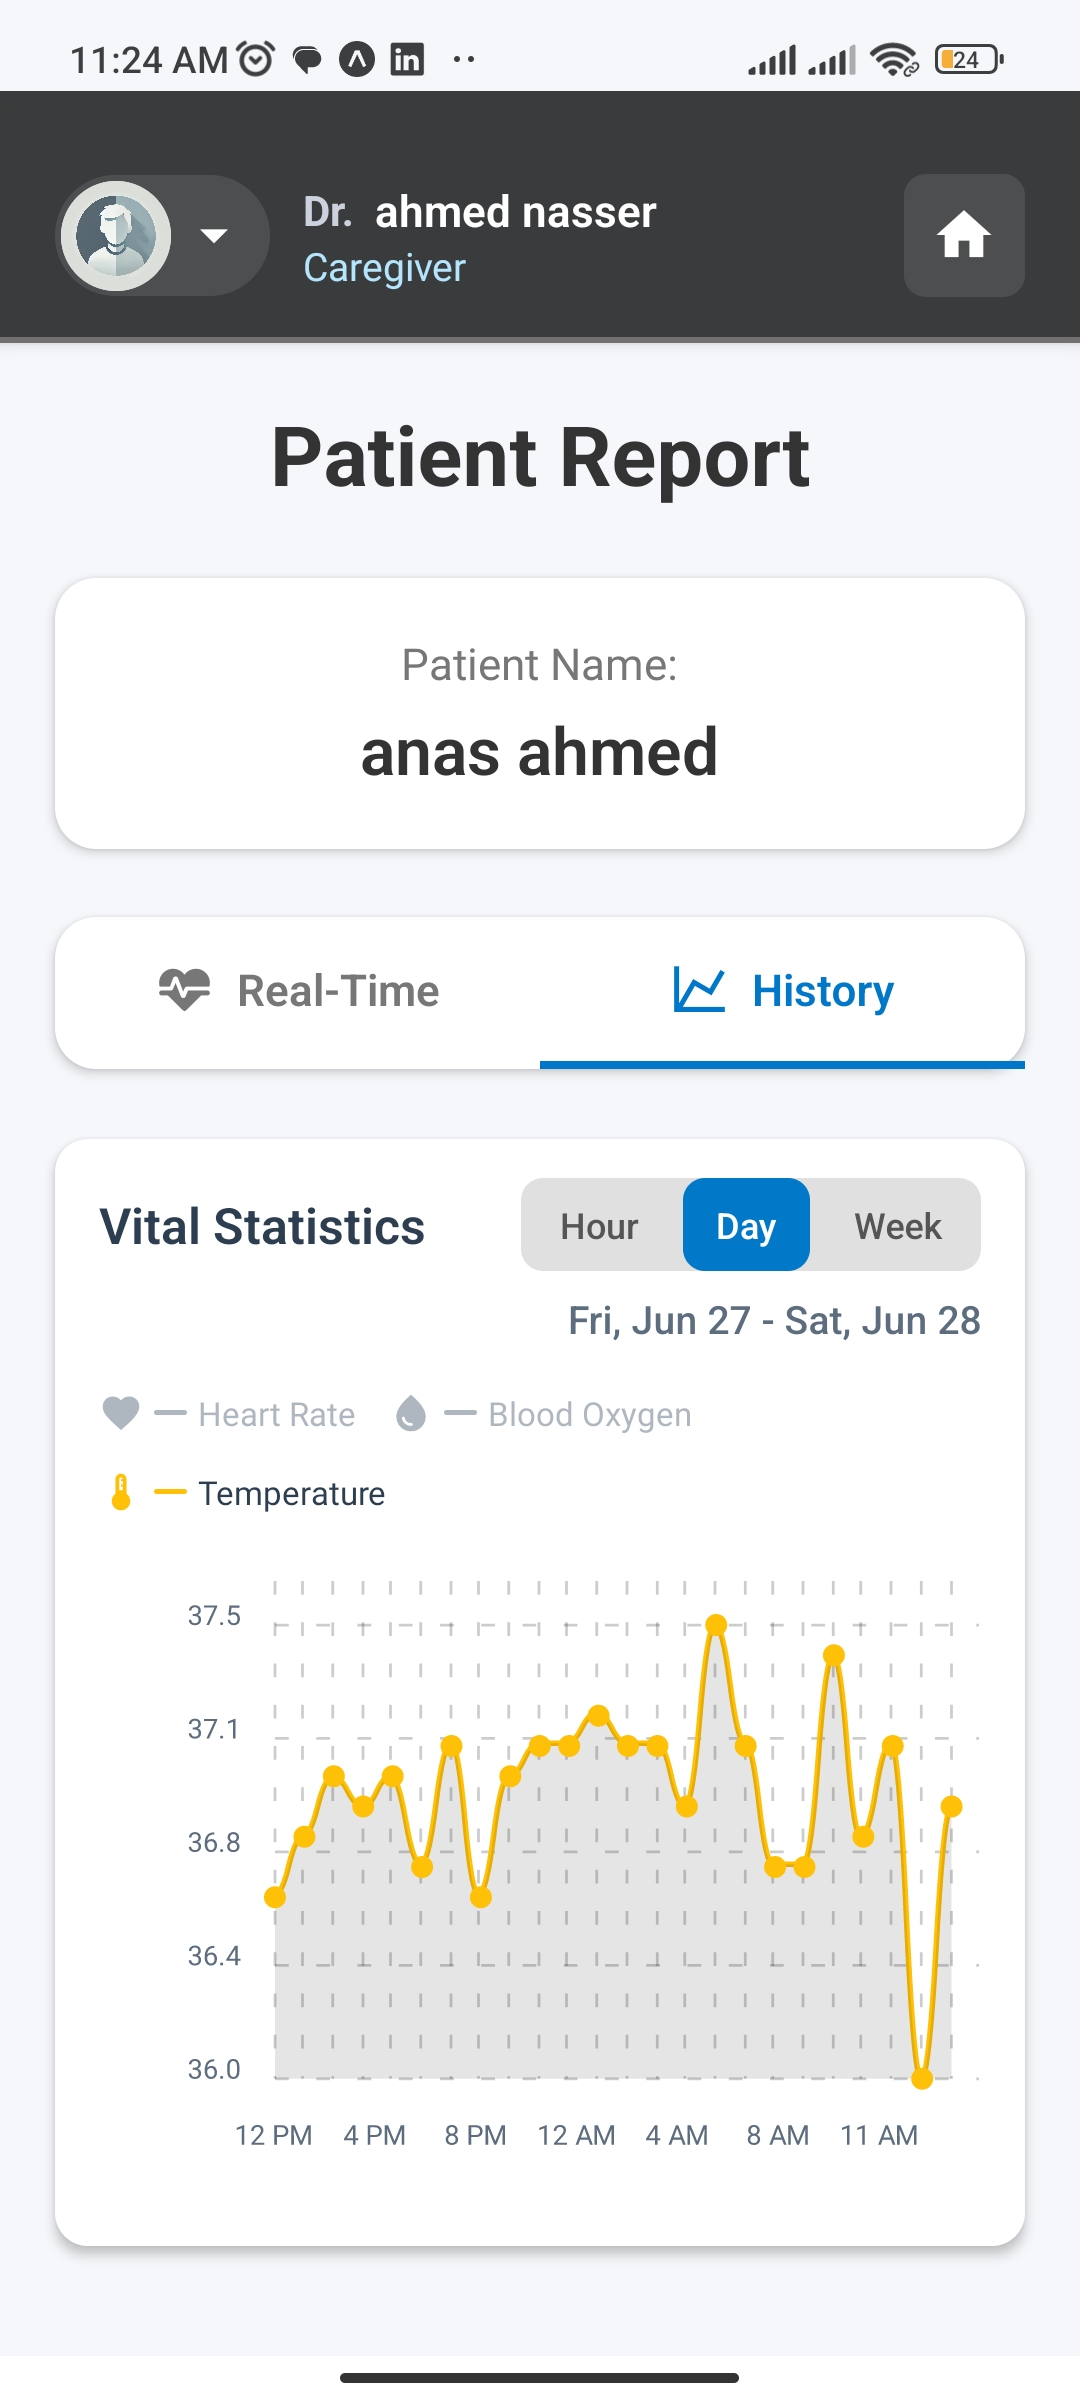 11:24 AM
24
Dr. ahmed nasser
Caregiver
Patient Report
Patient Name:
anas ahmed
Real-Time
History
Vital Statistics
Hour
Day
Week
Fri, Jun 27 - Sat, Jun 28
Heart Rate
Blood Oxygen
Temperature
37.5
37.1
36.8
36.4
36.0
12 PM 4 PM 8 PM 12 AM 4 AM 8 AM 11 AM